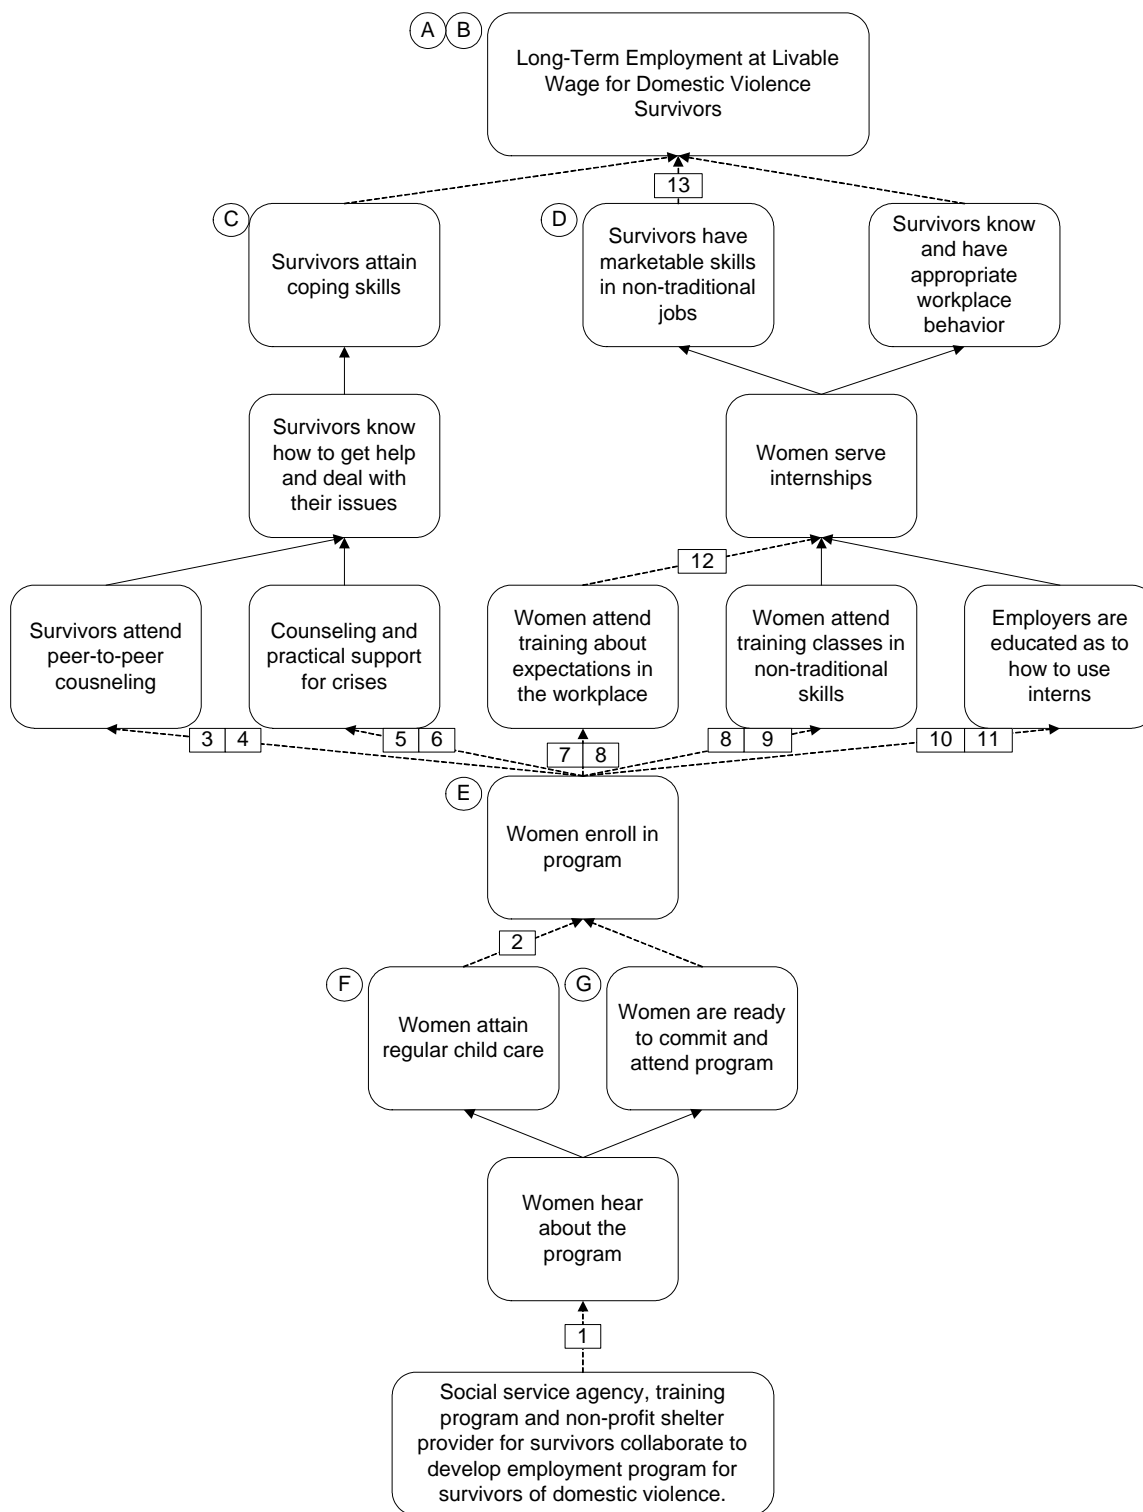 A B
Long-Term Employment at Livable
Wage for Domestic Violence
Survivors
13
C
Survivors attain
coping skills
D
Survivors have
marketable skills
in non-traditional
jobs
Survivors know
and have
appropriate
workplace
behavior
Survivors know
how to get help
and deal with
their issues
Women serve
internships
12
Survivors attend
peer-to-peer
cousneling
Counseling and
practical support
for crises
Women attend
training about
expectations in
the workplace
Women attend
training classes in
non-traditional
skills
Employers are
educated as to
how to use
interns
3 4
5 6
7 8
8 9
10 11
E
Women enroll in
program
2
F
Women attain
regular child care
G
Women are ready
to commit and
attend program
Women hear
about the
program
1
Social service agency, training
program and non-profit shelter
provider for survivors collaborate to
develop employment program for
survivors of domestic violence.